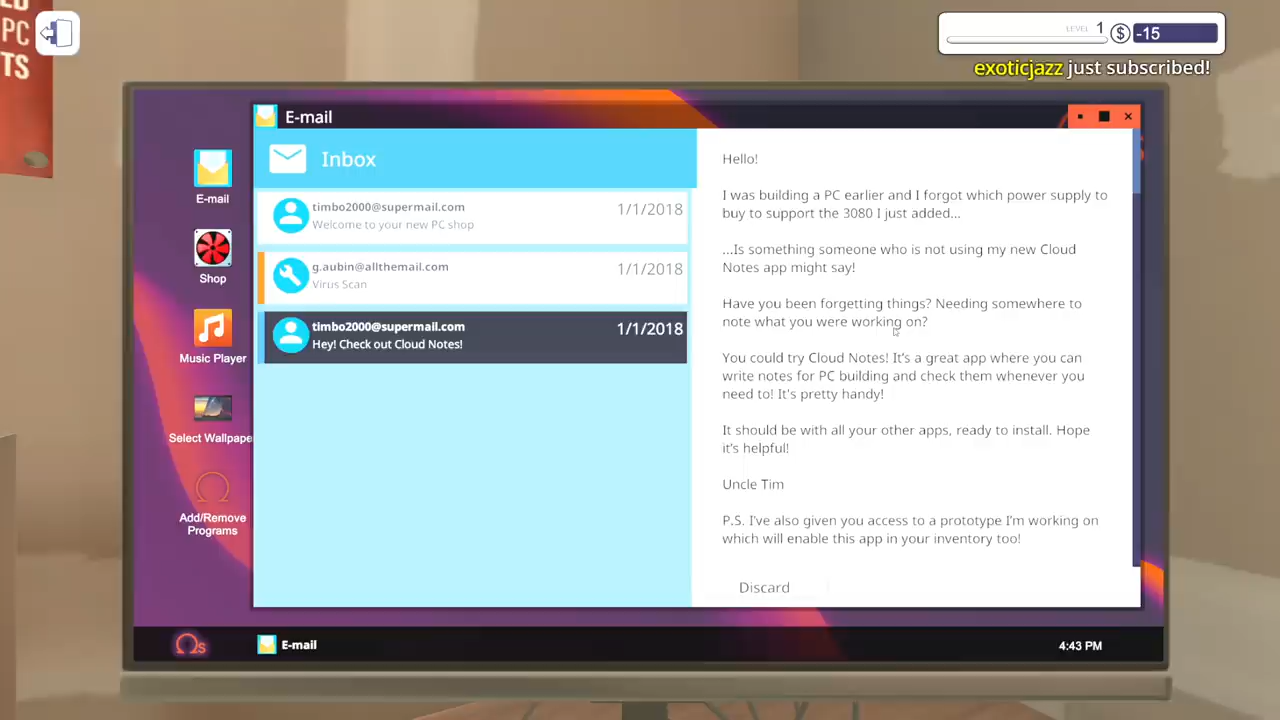 PC
TS
LEVEL 1
$ -15
exoticjazz just subscribed!
E-mail
Inbox
timbo2000@supermail.com 1/1/2018
Welcome to your new PC shop
g.aubin@allthemail.com 1/1/2018
Virus Scan
timbo2000@supermail.com 1/1/2018
Hey! Check out Cloud Notes!
Hello!
I was building a PC earlier and I forgot which power supply to
buy to support the 3080 I just added...
...Is something someone who is not using my new Cloud
Notes app might say!
Have you been forgetting things? Needing somewhere to
note what you were working on?
You could try Cloud Notes! It's a great app where you can
write notes for PC building and check them whenever you
need to! It's pretty handy!
It should be with all your other apps, ready to install. Hope
it's helpful!
Uncle Tim
P.S. I've also given you access to a prototype I'm working on
which will enable this app in your inventory too!
Discard
E-mail
Shop
Music Player
Select Wallpape
Add/Remove
Programs
Ωs
E-mail
4:43 PM